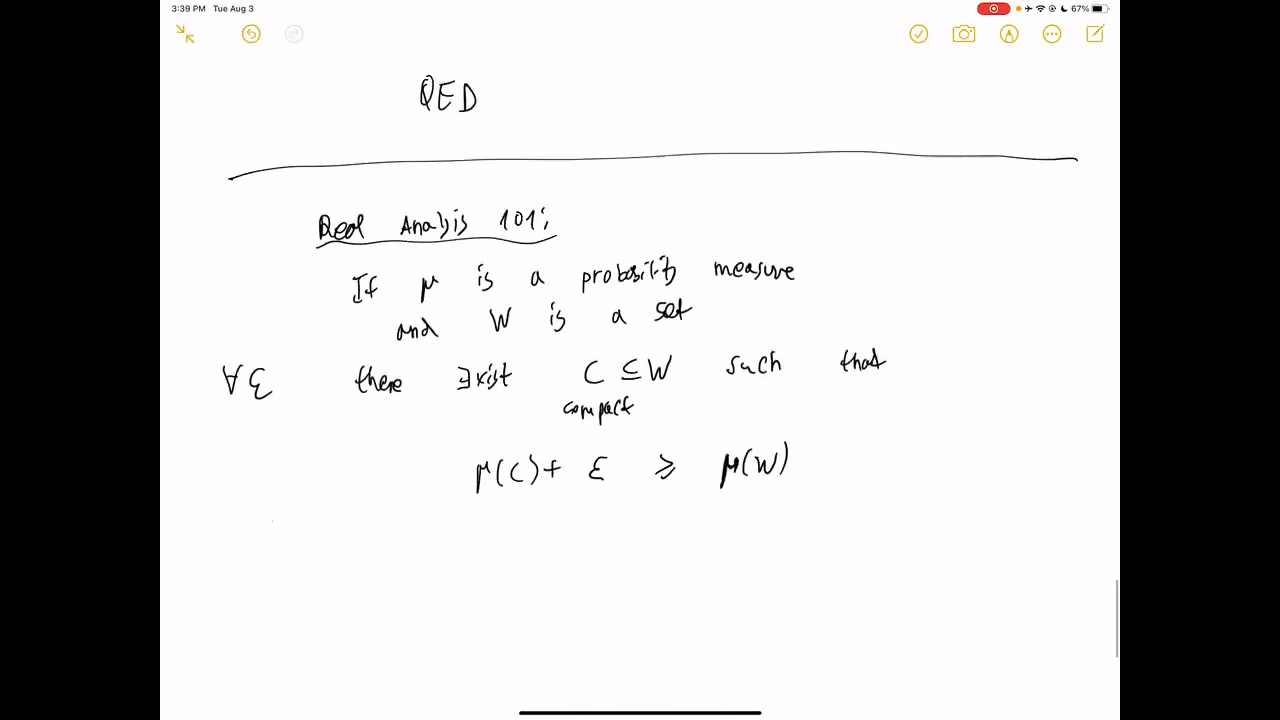 3:39 PM Tue Aug 3 67%
QED
Real Analysis 101:
If μ is a probability measure
and W is a set
∀ε there ∃xist C ⊆ W such that
compact
μ(C) + ε ⩾ μ(W)